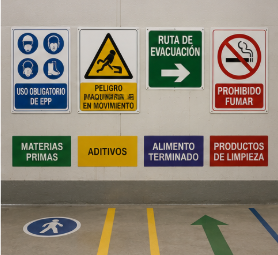 USO OBLIGATORIO
DE EPP
PELIGRO
MAQUINARIA
EN MOVIMIENTO
RUTA DE
EVACUACIÓN
PROHIBIDO
FUMAR
MATERIAS
PRIMAS
ADITIVOS
ALIMENTO
TERMINADO
PRODUCTOS
DE LIMPIEZA